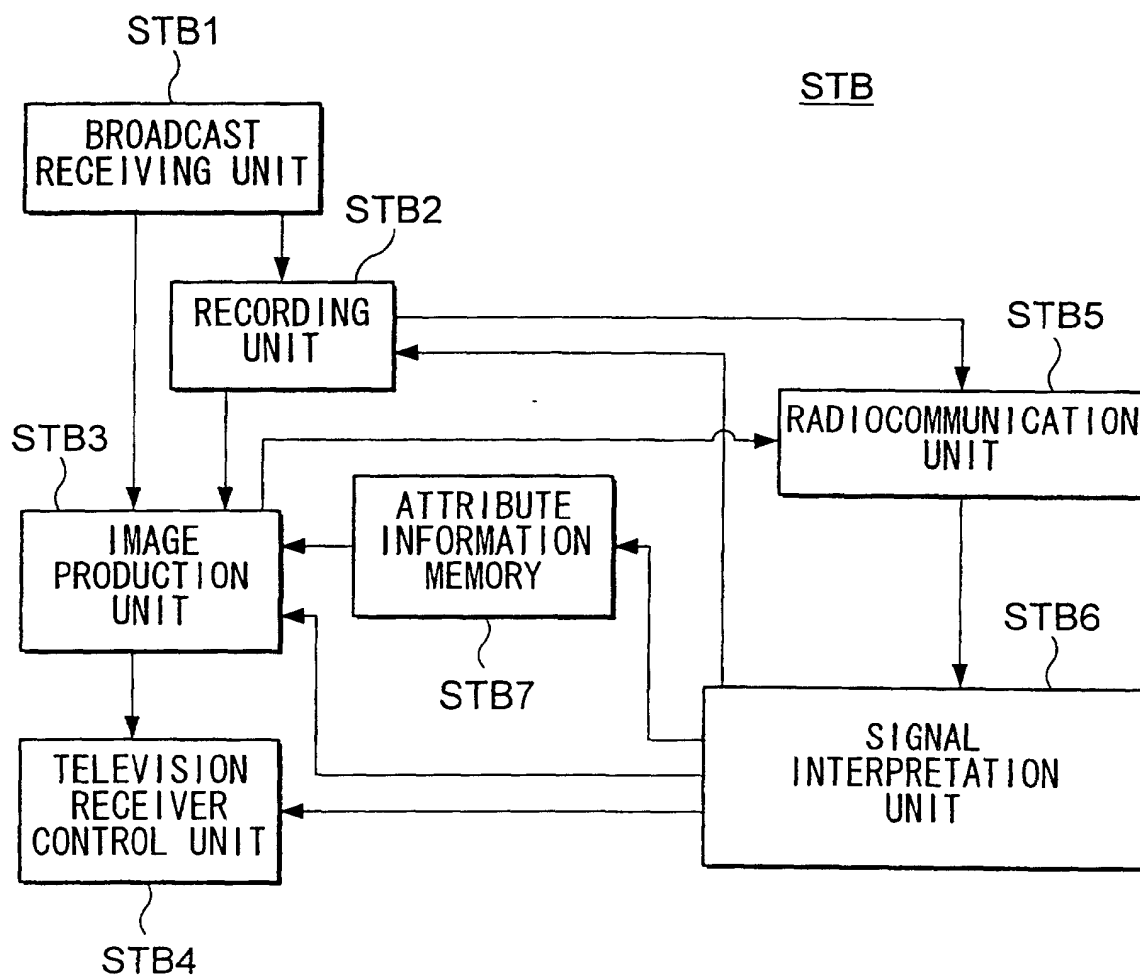 STB1
STB
BROADCAST
RECEIVING UNIT
STB2
RECORDING
UNIT
STB5
RADIOCOMMUNICATION
UNIT
STB3
IMAGE
PRODUCTION
UNIT
ATTRIBUTE
INFORMATION
MEMORY
STB7
STB6
SIGNAL
INTERPRETATION
UNIT
TELEVISION
RECEIVER
CONTROL UNIT
STB4